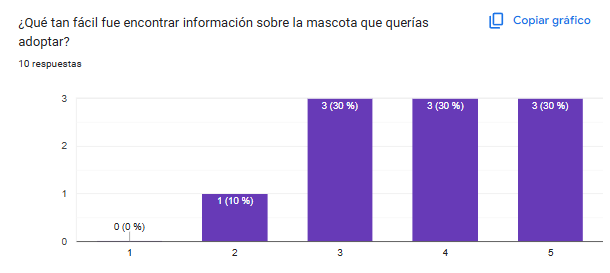 ¿Qué tan fácil fue encontrar información sobre la mascota que querías
adoptar?
Copiar gráfico
10 respuestas
3
2
1
0
0 (0 %)
1 (10 %)
3 (30 %)
3 (30 %)
3 (30 %)
1
2
3
4
5